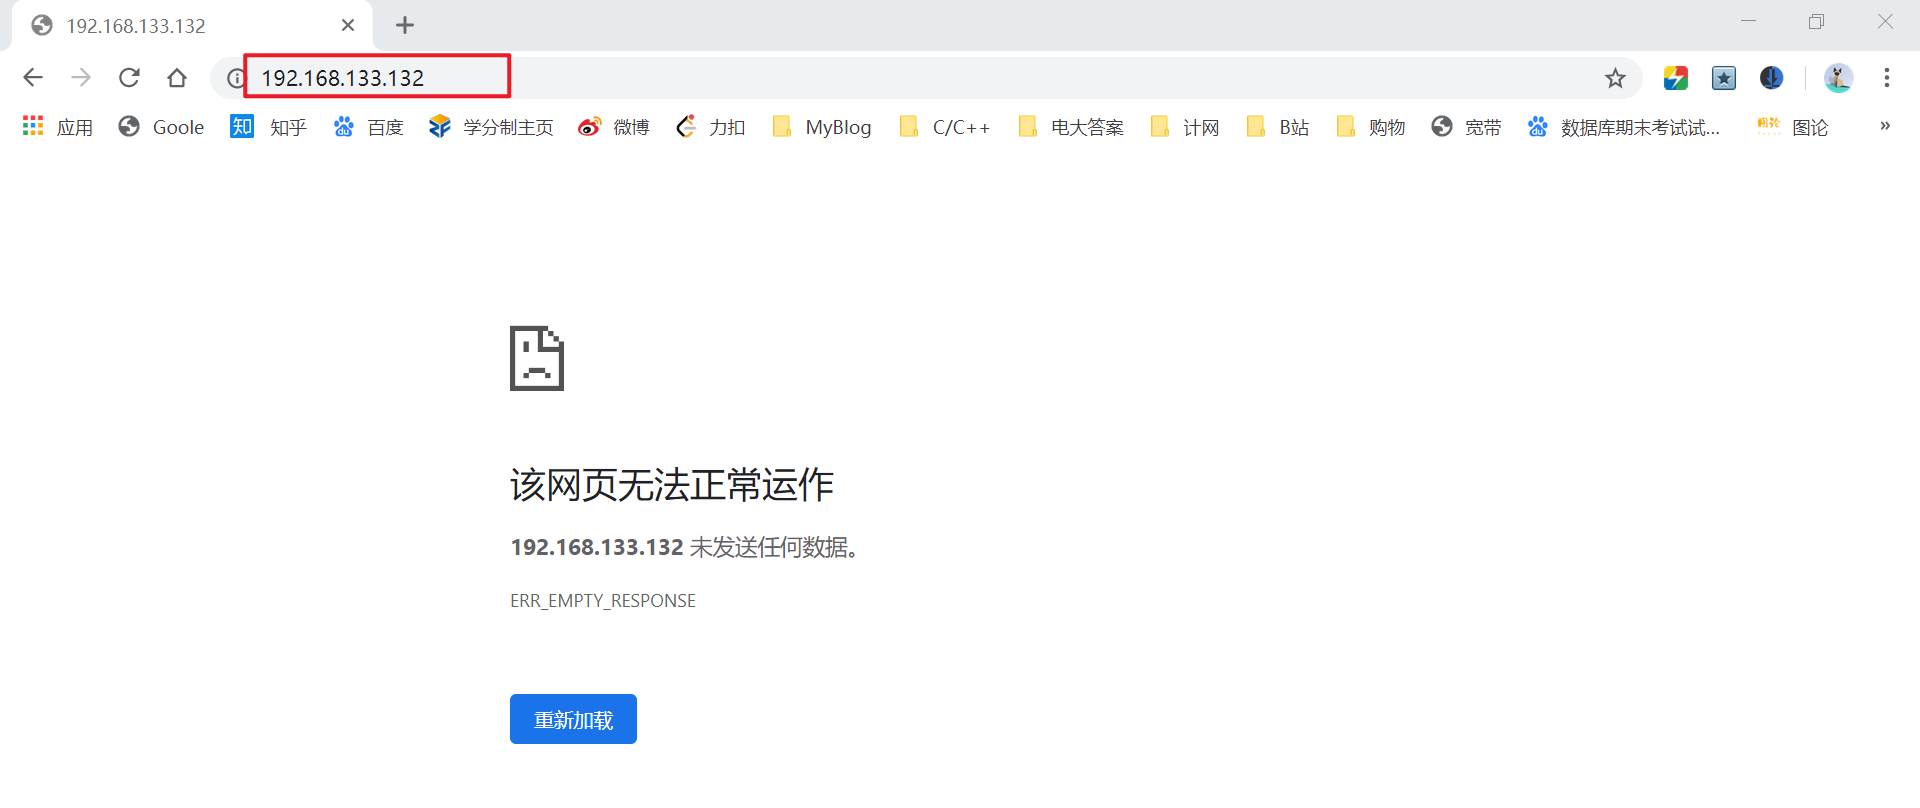 192.168.133.132
192.168.133.132
应用 Goole 知 知乎 du 百度 学分制主页 微博 力扣 MyBlog C/C++ 电大答案 计网 B站 购物 宽带 du 数据库期末考试试... 图论 »
该网页无法正常运作
192.168.133.132 未发送任何数据。
ERR_EMPTY_RESPONSE
重新加载